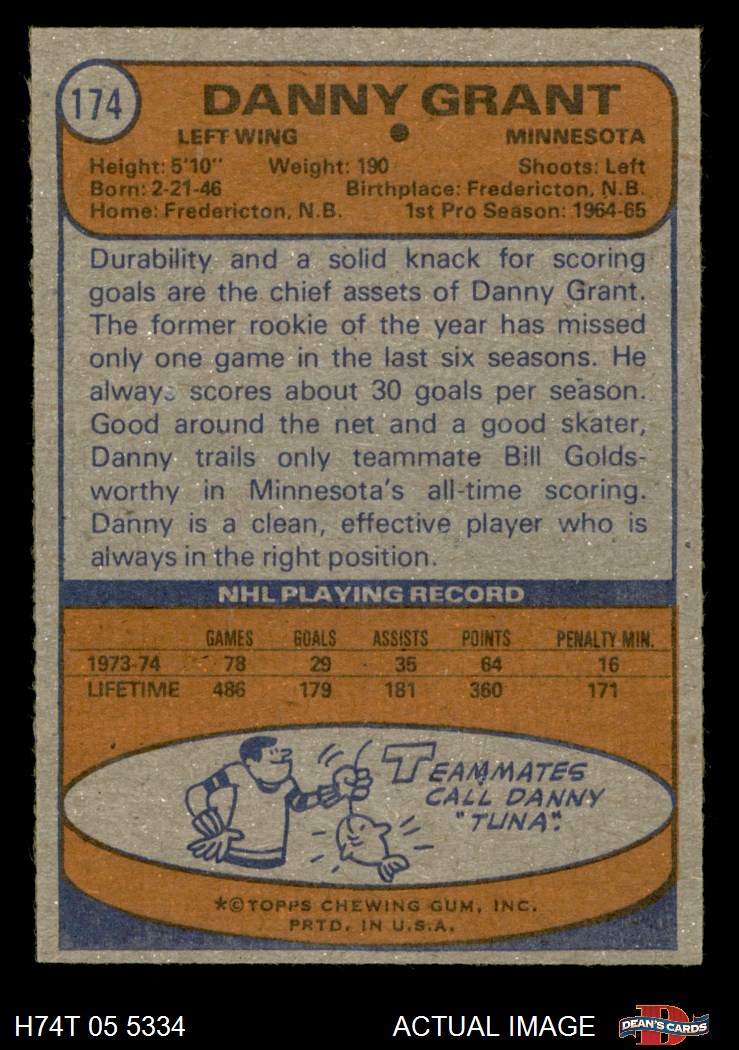 174
DANNY GRANT
LEFT WING • MINNESOTA
Height: 5'10" Weight: 190 Shoots: Left
Born: 2-21-46 Birthplace: Fredericton, N.B.
Home: Fredericton, N.B. 1st Pro Season: 1964-65
Durability and a solid knack for scoring
goals are the chief assets of Danny Grant.
The former rookie of the year has missed
only one game in the last six seasons. He
always scores about 30 goals per season.
Good around the net and a good skater,
Danny trails only teammate Bill Golds-
worthy in Minnesota's all-time scoring.
Danny is a clean, effective player who is
always in the right position.
NHL PLAYING RECORD
GAMES GOALS ASSISTS POINTS PENALTY MIN.
1973-74 78 29 35 64 16
LIFETIME 486 179 181 360 171
TEAMMATES
CALL DANNY
"TUNA".
*©TOPPS CHEWING GUM, INC.
PRTD. IN U.S.A.
H74T 05 5334 ACTUAL IMAGE
D
DEAN'S CARDS